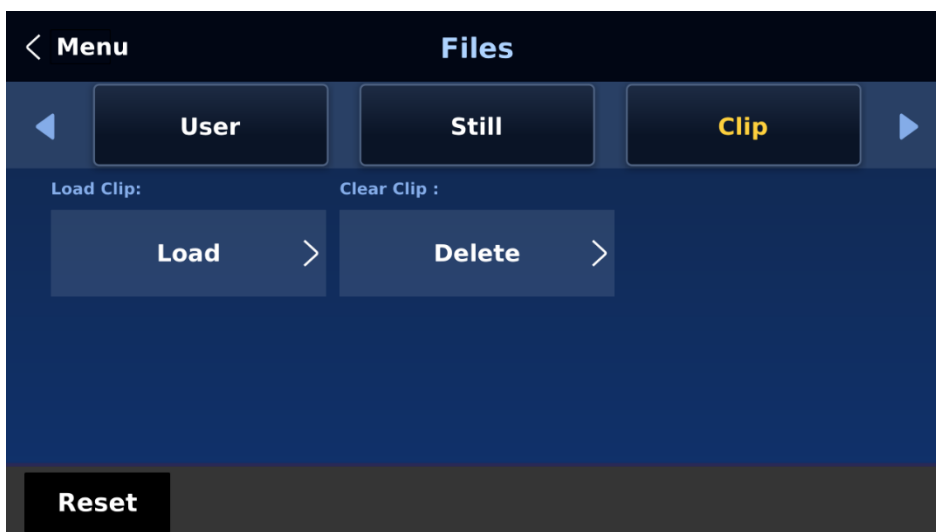 Menu
Files
User
Still
Clip
Load Clip:
Clear Clip :
Load
Delete
Reset